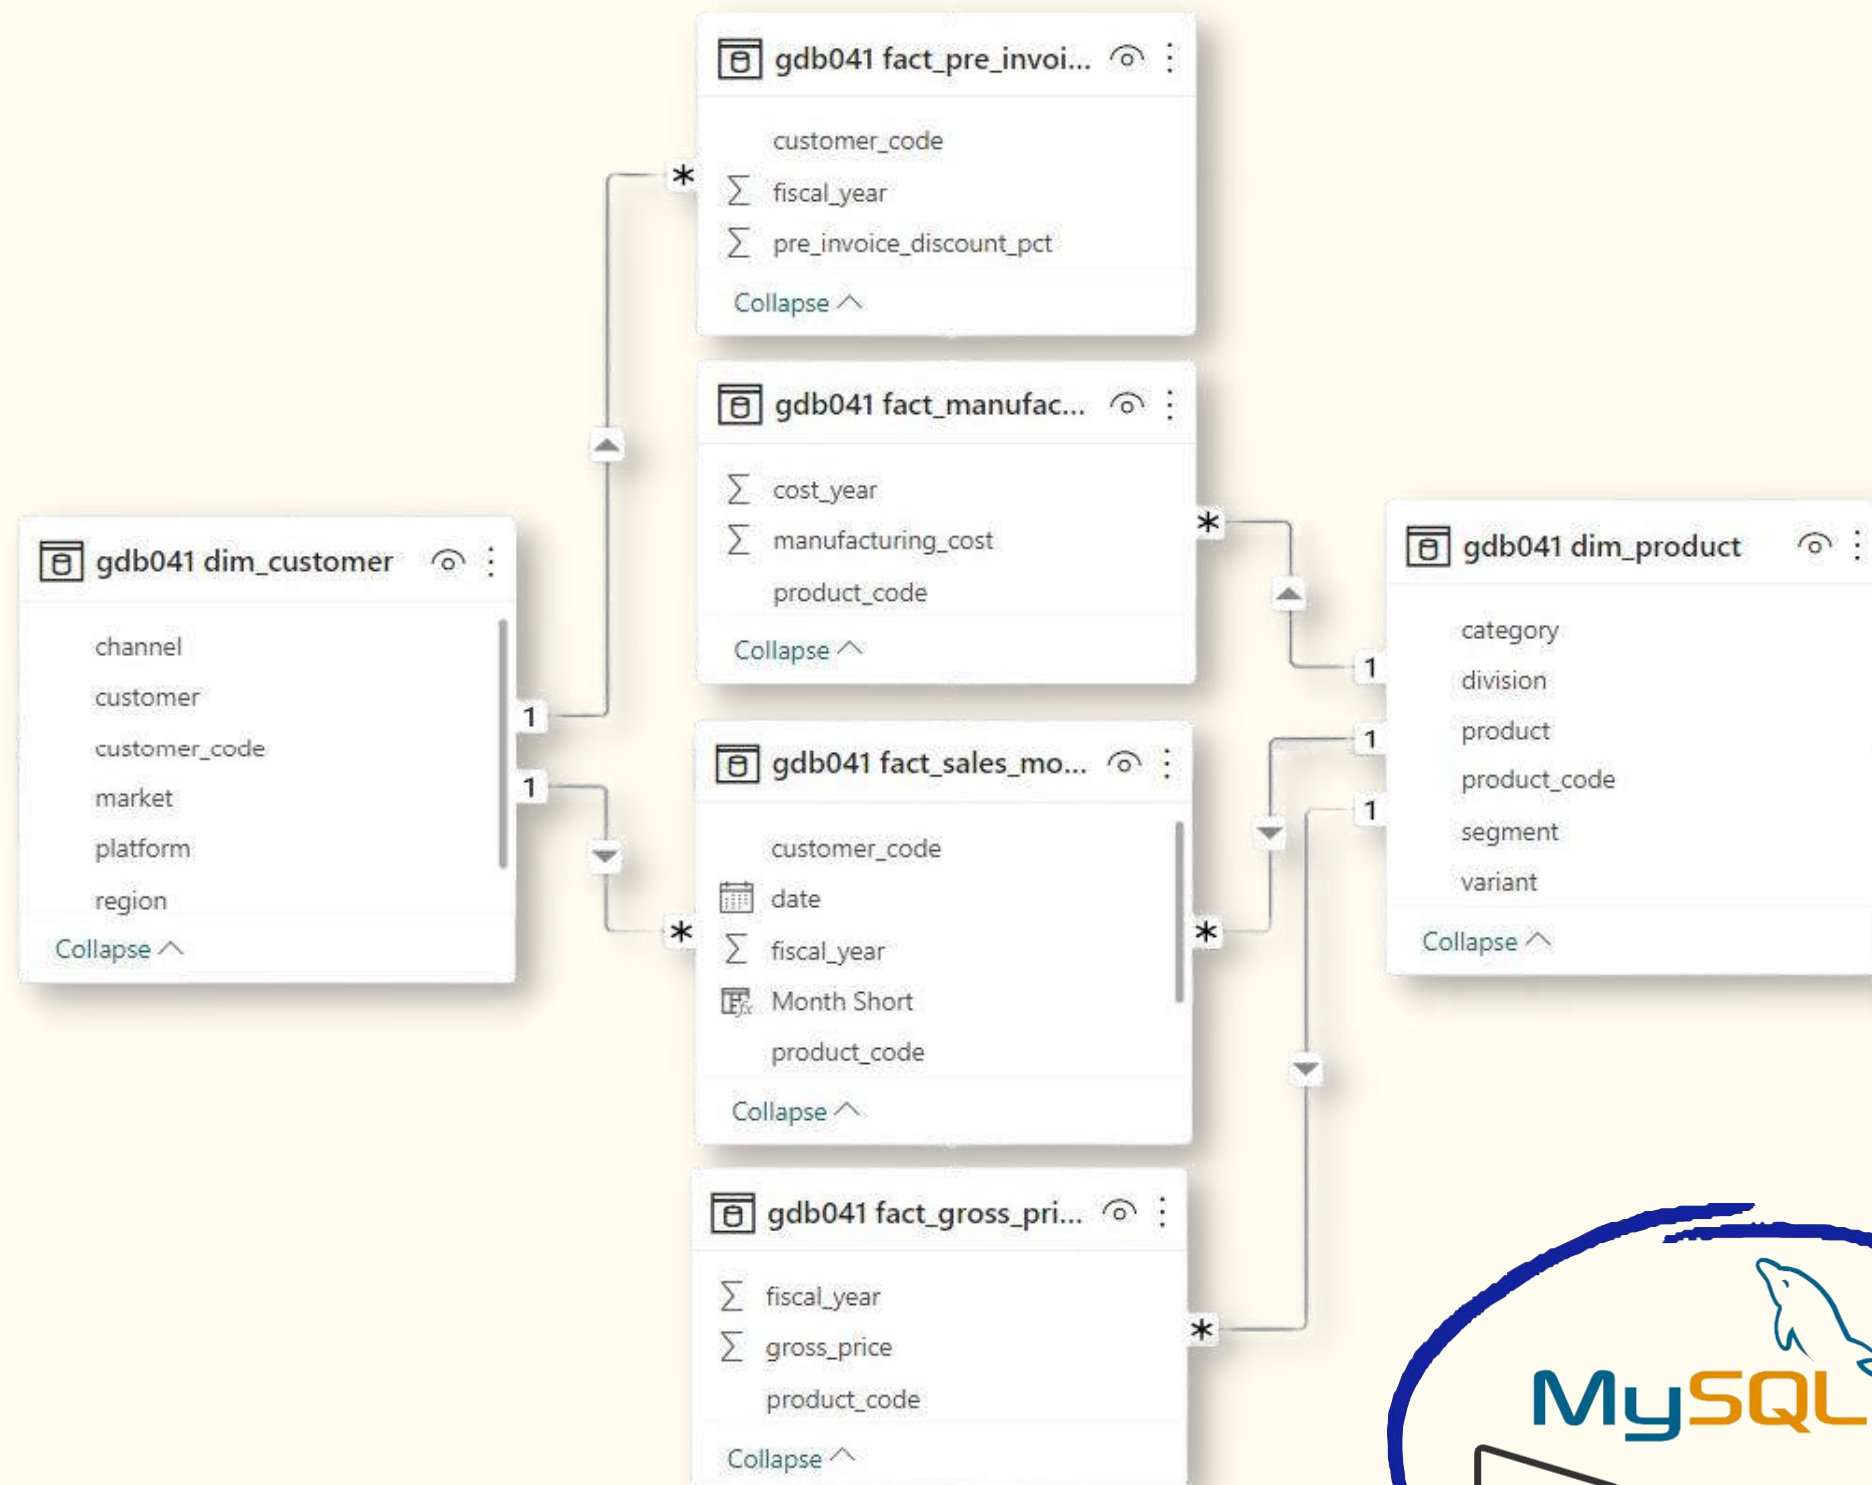 gdb041 fact_pre_invoi...
customer_code
fiscal_year
pre_invoice_discount_pct
Collapse
*
gdb041 fact_manufac...
cost_year
manufacturing_cost
product_code
Collapse
*
gdb041 dim_customer
channel
customer
customer_code
market
platform
region
Collapse
1
1
gdb041 dim_product
category
division
product
product_code
segment
variant
Collapse
1
1
1
gdb041 fact_sales_mo...
customer_code
date
fiscal_year
Month Short
product_code
Collapse
*
*
gdb041 fact_gross_pri...
fiscal_year
gross_price
product_code
Collapse
*
MySQL